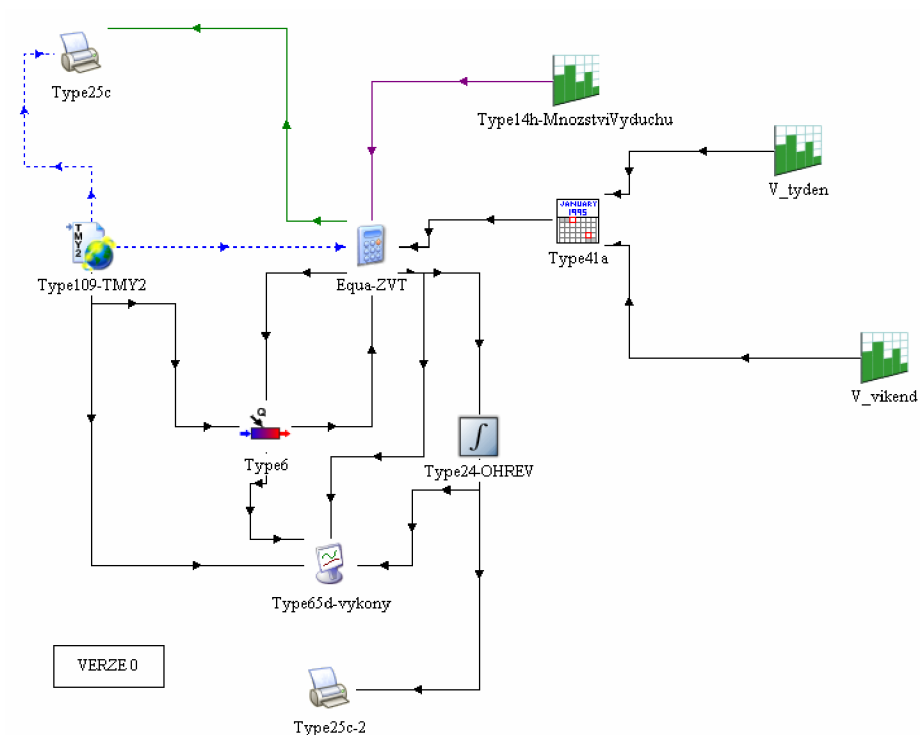 Type25c
Type14h-MnozstviVyduchu
V_tyden
JANUARY
1995
TMY2
Type109-TMY2
Equa-ZVT
Type41a
V_vikend
Q
Type6
∫
Type24-OHREV
Type65d-vykony
VERZE 0
Type25c-2